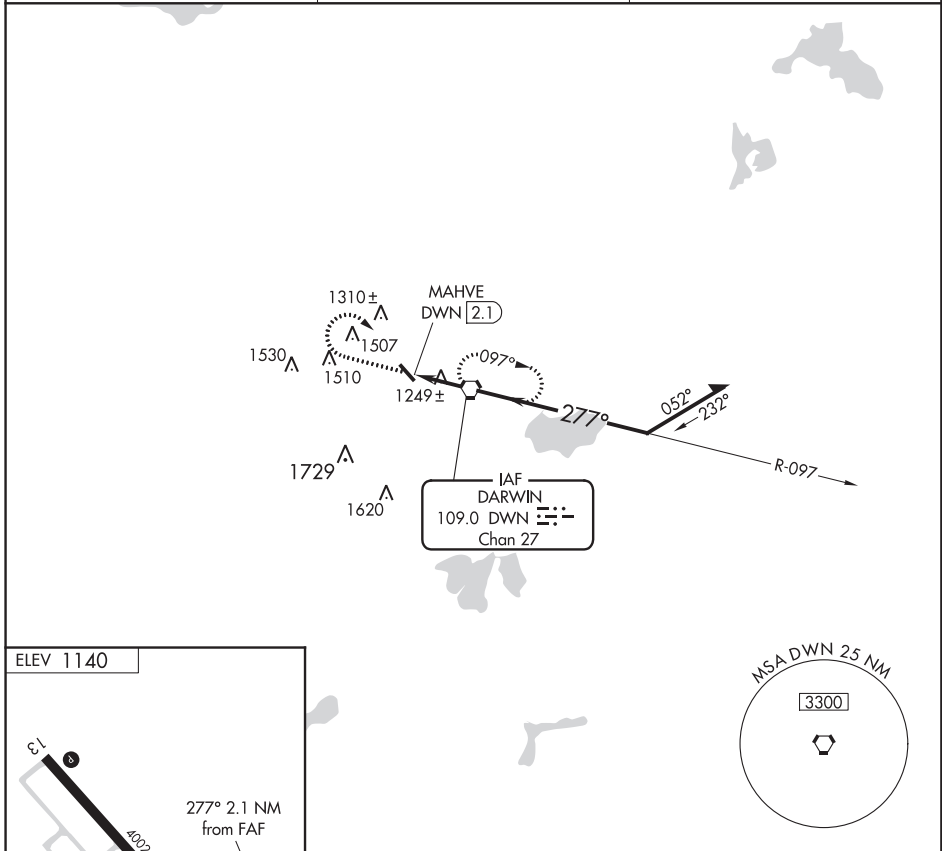 1310 ±
MAHVE
DWN 2.1
1507
1530
1510
097°
1249 ±
277°
052°
232°
R-097
1729
1620
IAF
DARWIN
109.0 DWN
Chan 27
ELEV 1140
MSA DWN 25 NM
3300
13
P
4002
277° 2.1 NM
from FAF